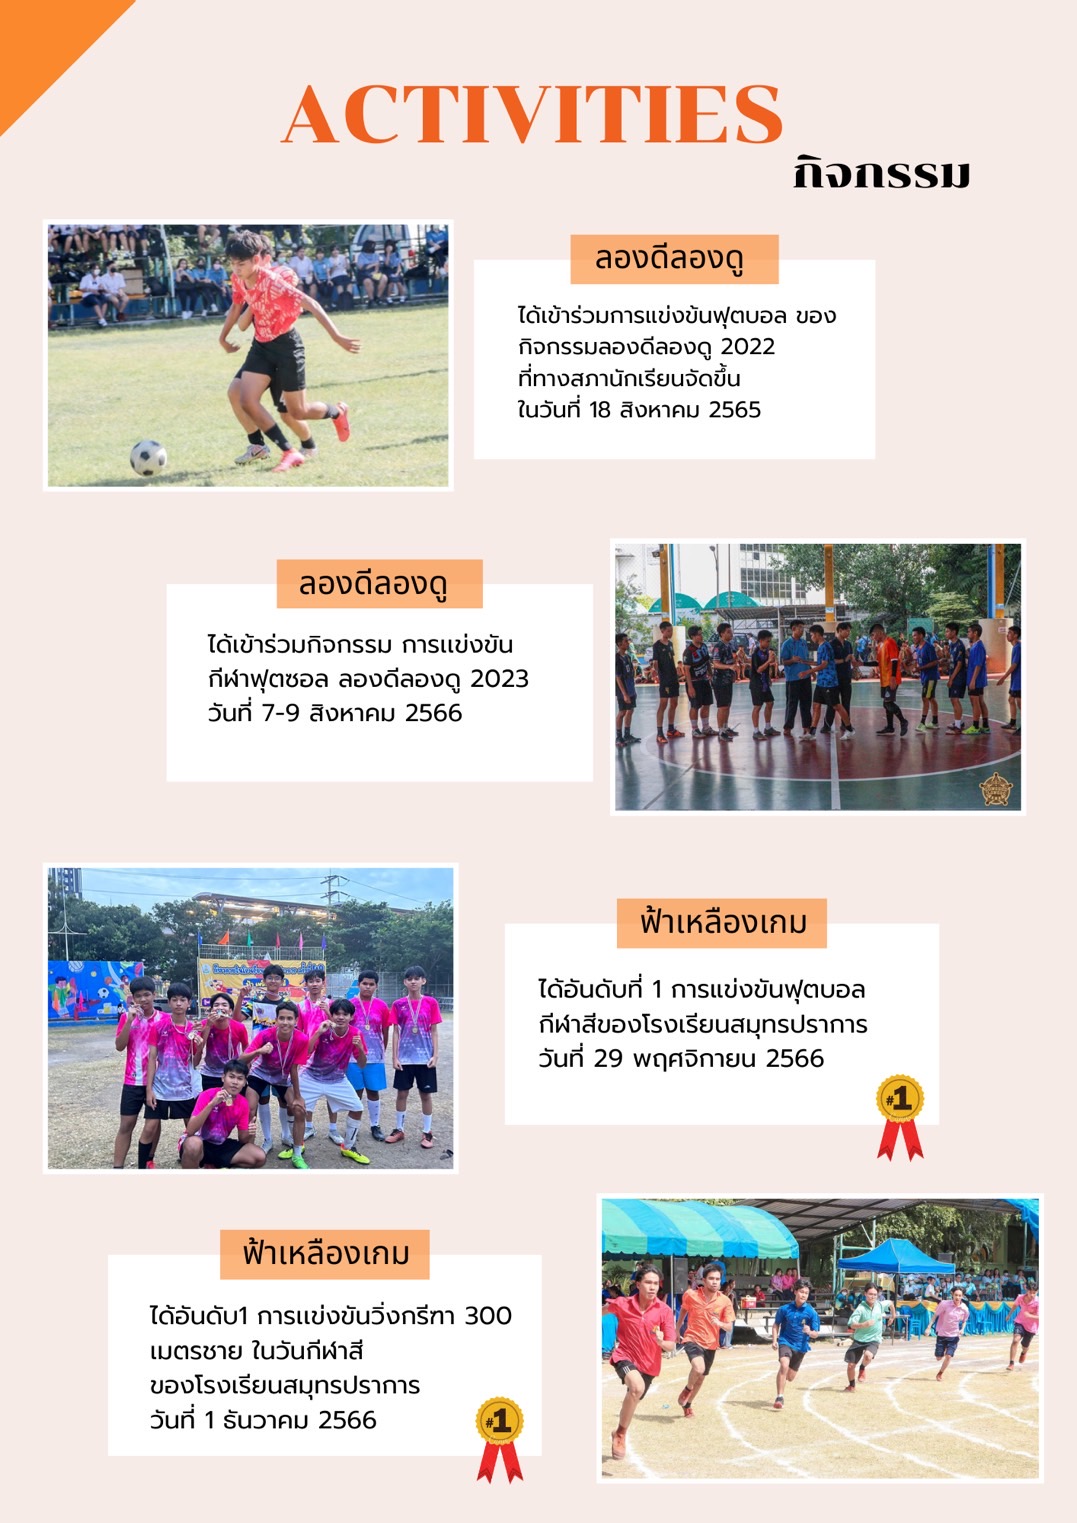 ACTIVITIES
กิจกรรม
ลองดีลองดู
ได้เข้าร่วมการแข่งข้นฟุตบอล ของ
กิจกรรมลองดีลองดู 2022
ที่ทางสภานักเรียนจัดขึ้น
ในวันที่ 18 สิงหาคม 2565
ลองดีลองดู
ได้เข้าร่วมกิจกรรม การแข่งขัน
กีฬาฟุตซอล ลองดีลองดู 2023
วันที่ 7-9 สิงหาคม 2566
ฟ้าเหลืองเกม
ได้อันดับที่ 1 การแข่งขันฟุตบอล
กีฬาสีของโรงเรียนสมุทรปราการ
วันที่ 29 พฤศจิกายน 2566
#1
ฟ้าเหลืองเกม
ได้อันดับ1 การแข่งขันวิ่งกรีฑา 300
เมตรชาย ในวันกีฬาสี
ของโรงเรียนสมุทรปราการ
วันที่ 1 ธันวาคม 2566
#1